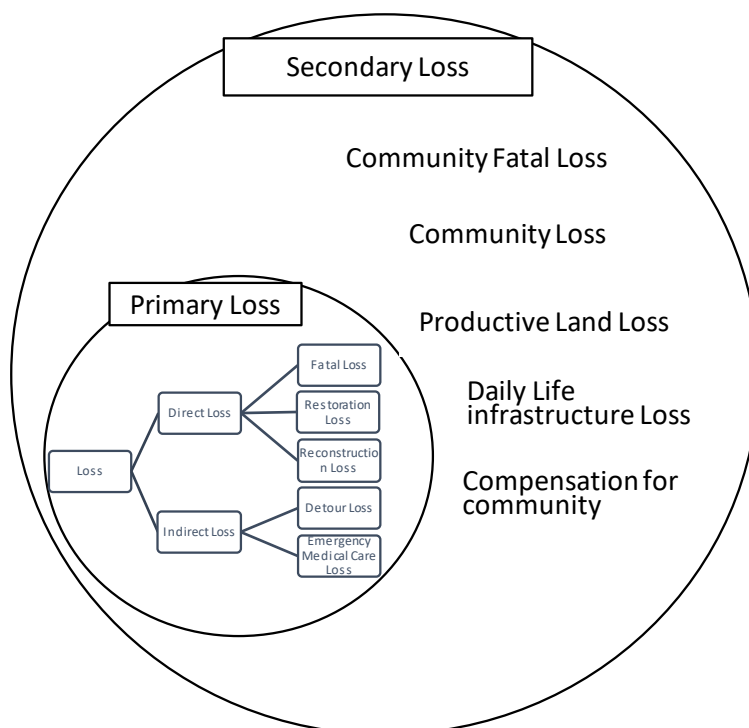 Secondary Loss
Community Fatal Loss
Community Loss
Primary Loss
Productive Land Loss
Fatal Loss
Direct Loss
Restoration
Loss
Daily Life
infrastructure Loss
Reconstructio
n Loss
Loss
Compensation for
community
Detour Loss
Indirect Loss
Emergency
Medical Care
Loss